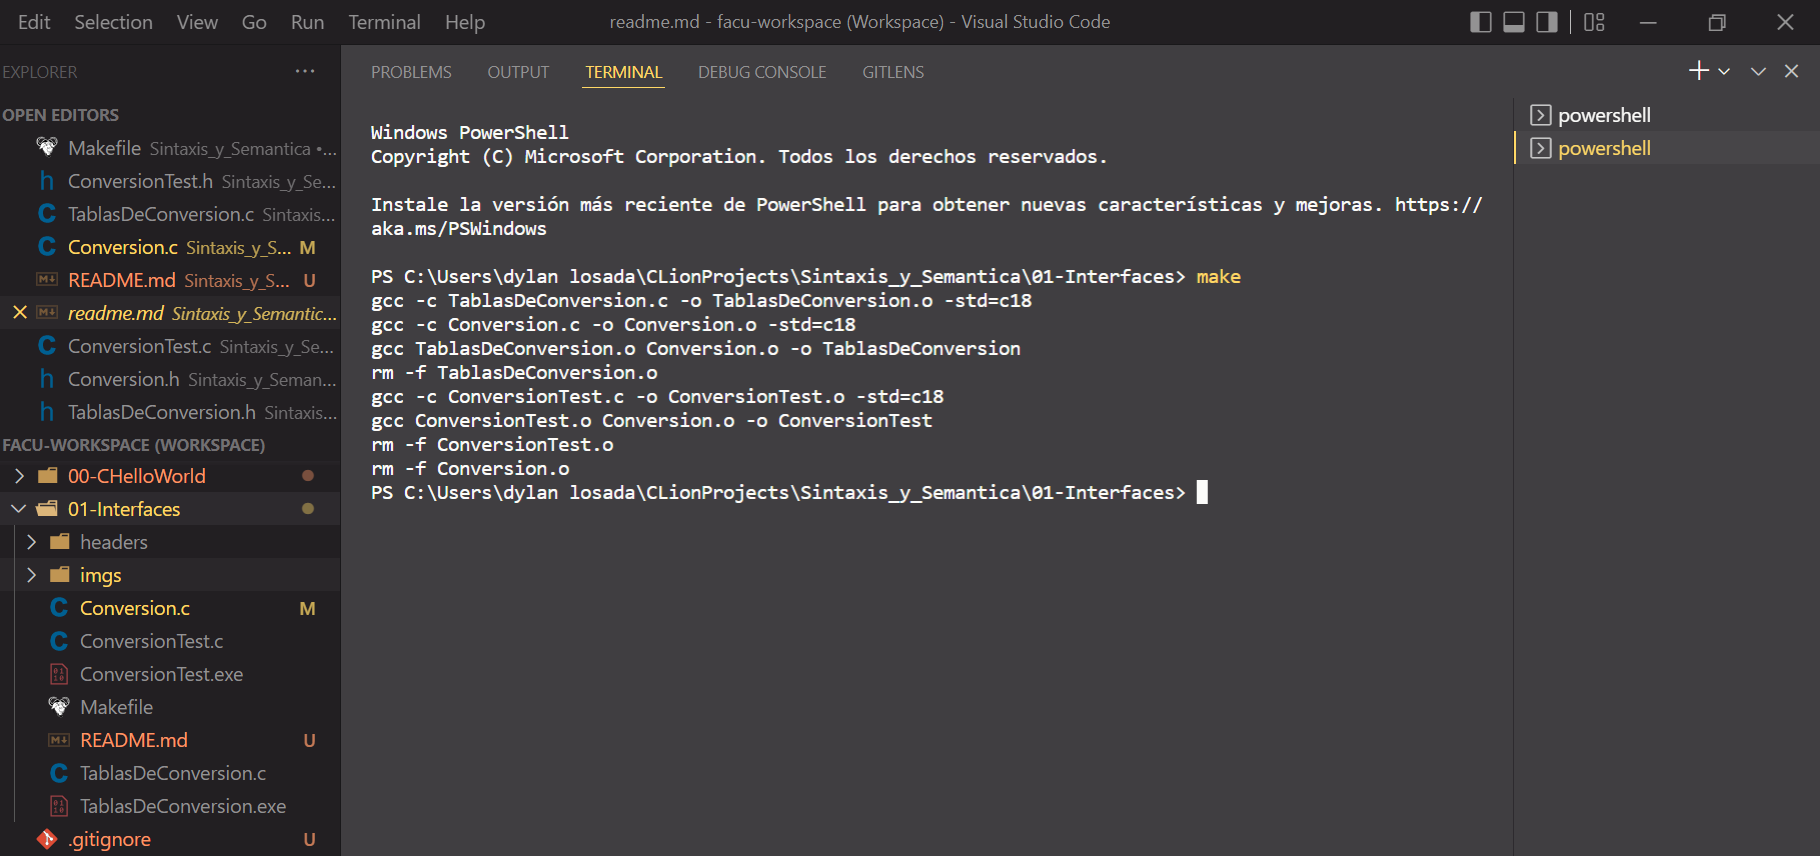 Edit Selection View Go Run Terminal Help readme.md - facu-workspace (Workspace) - Visual Studio Code
EXPLORER ...
OPEN EDITORS
Makefile Sintaxis_y_Semantica •...
ConversionTest.h Sintaxis_y_Se...
TablasDeConversion.c Sintaxis...
Conversion.c Sintaxis_y_S... M
README.md Sintaxis_y_S... U
readme.md Sintaxis_y_Semantic...
ConversionTest.c Sintaxis_y_Se...
Conversion.h Sintaxis_y_Seman...
TablasDeConversion.h Sintaxis...
FACU-WORKSPACE (WORKSPACE)
00-CHelloWorld
01-Interfaces
headers
imgs
Conversion.c M
ConversionTest.c
ConversionTest.exe
Makefile
README.md U
TablasDeConversion.c
TablasDeConversion.exe
.gitignore U
PROBLEMS OUTPUT TERMINAL DEBUG CONSOLE GITLENS
Windows PowerShell
Copyright (C) Microsoft Corporation. Todos los derechos reservados.
Instale la versión más reciente de PowerShell para obtener nuevas características y mejoras. https://
aka.ms/PSWindows
PS C:\Users\dylan losada\CLionProjects\Sintaxis_y_Semantica\01-Interfaces> make
gcc -c TablasDeConversion.c -o TablasDeConversion.o -std=c18
gcc -c Conversion.c -o Conversion.o -std=c18
gcc TablasDeConversion.o Conversion.o -o TablasDeConversion
rm -f TablasDeConversion.o
gcc -c ConversionTest.c -o ConversionTest.o -std=c18
gcc ConversionTest.o Conversion.o -o ConversionTest
rm -f ConversionTest.o
rm -f Conversion.o
PS C:\Users\dylan losada\CLionProjects\Sintaxis_y_Semantica\01-Interfaces>
powershell
powershell